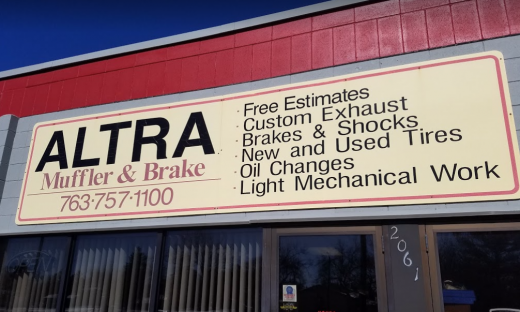 ALTRA
Muffler & Brake
763·757·1100
· Free Estimates
· Custom Exhaust
· Brakes & Shocks
· New and Used Tires
· Oil Changes
· Light Mechanical Work
2061